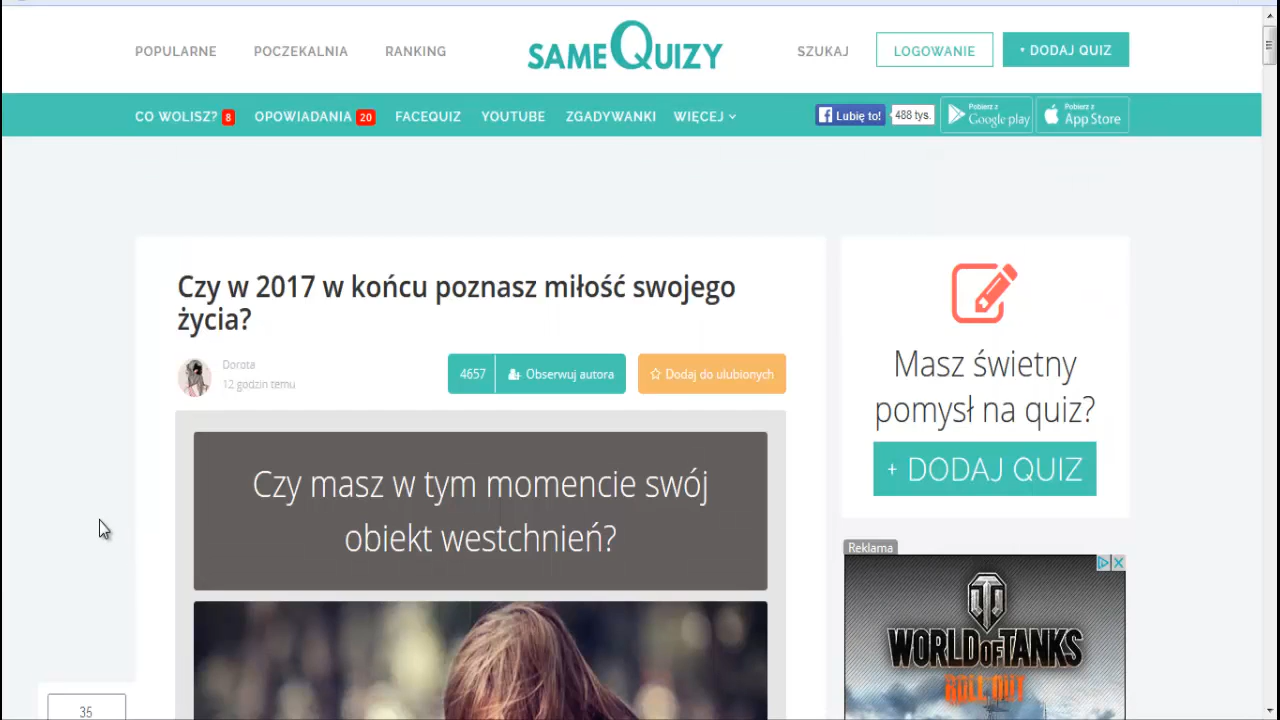 POPULARNE POCZEKALNIA RANKING SAMEQUIZY SZUKAJ LOGOWANIE + DODAJ QUIZ
CO WOLISZ? 8 OPOWIADANIA 20 FACEQUIZ YOUTUBE ZGADYWANKI WIĘCEJ Lubię to! 488 tys. Pobierz z Google play Pobierz z App Store
Czy w 2017 w końcu poznasz miłość swojego
życia?
Dorota
12 godzin temu
4657 Obserwuj autora Dodaj do ulubionych
Czy masz w tym momencie swój
obiekt westchnień?
35
Masz świetny
pomysł na quiz?
+ DODAJ QUIZ
Reklama
WORLD OF TANKS
ROLL OUT